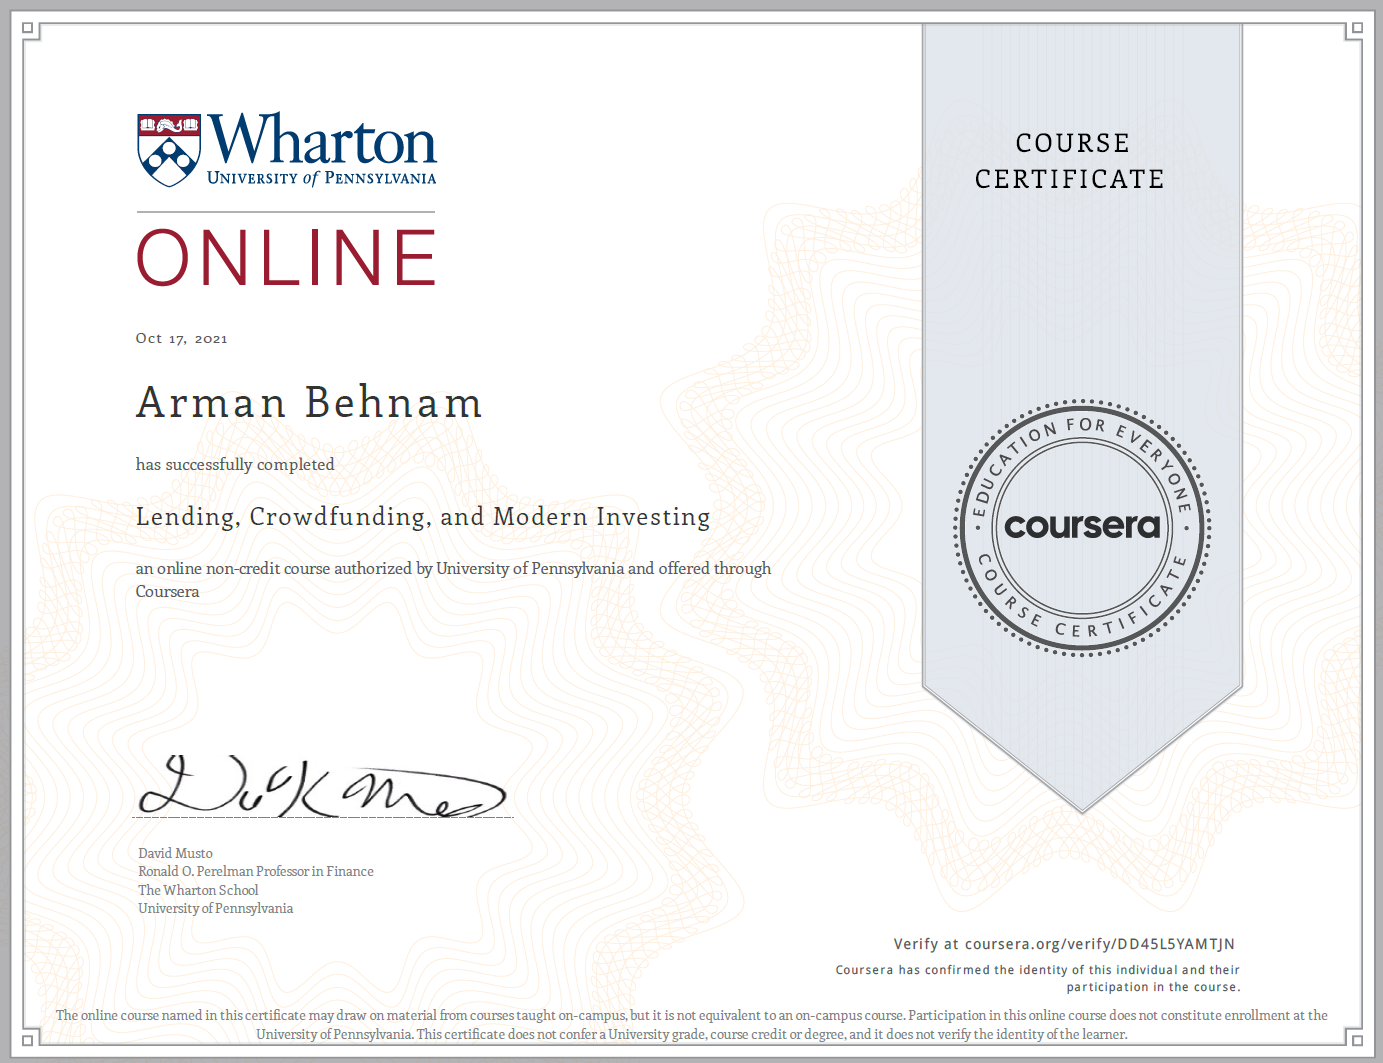 Wharton
UNIVERSITY of PENNSYLVANIA
ONLINE
Oct 17, 2021
Arman Behnam
has successfully completed
Lending, Crowdfunding, and Modern Investing
an online non-credit course authorized by University of Pennsylvania and offered through
Coursera
David Musto
Ronald O. Perelman Professor in Finance
The Wharton School
University of Pennsylvania
COURSE
CERTIFICATE
EDUCATION FOR EVERYONE
coursera
COURSE CERTIFICATE
Verify at coursera.org/verify/DD45L5YAMTJN
Coursera has confirmed the identity of this individual and their
participation in the course.
The online course named in this certificate may draw on material from courses taught on-campus, but it is not equivalent to an on-campus course. Participation in this online course does not constitute enrollment at the
University of Pennsylvania. This certificate does not confer a University grade, course credit or degree, and it does not verify the identity of the learner.